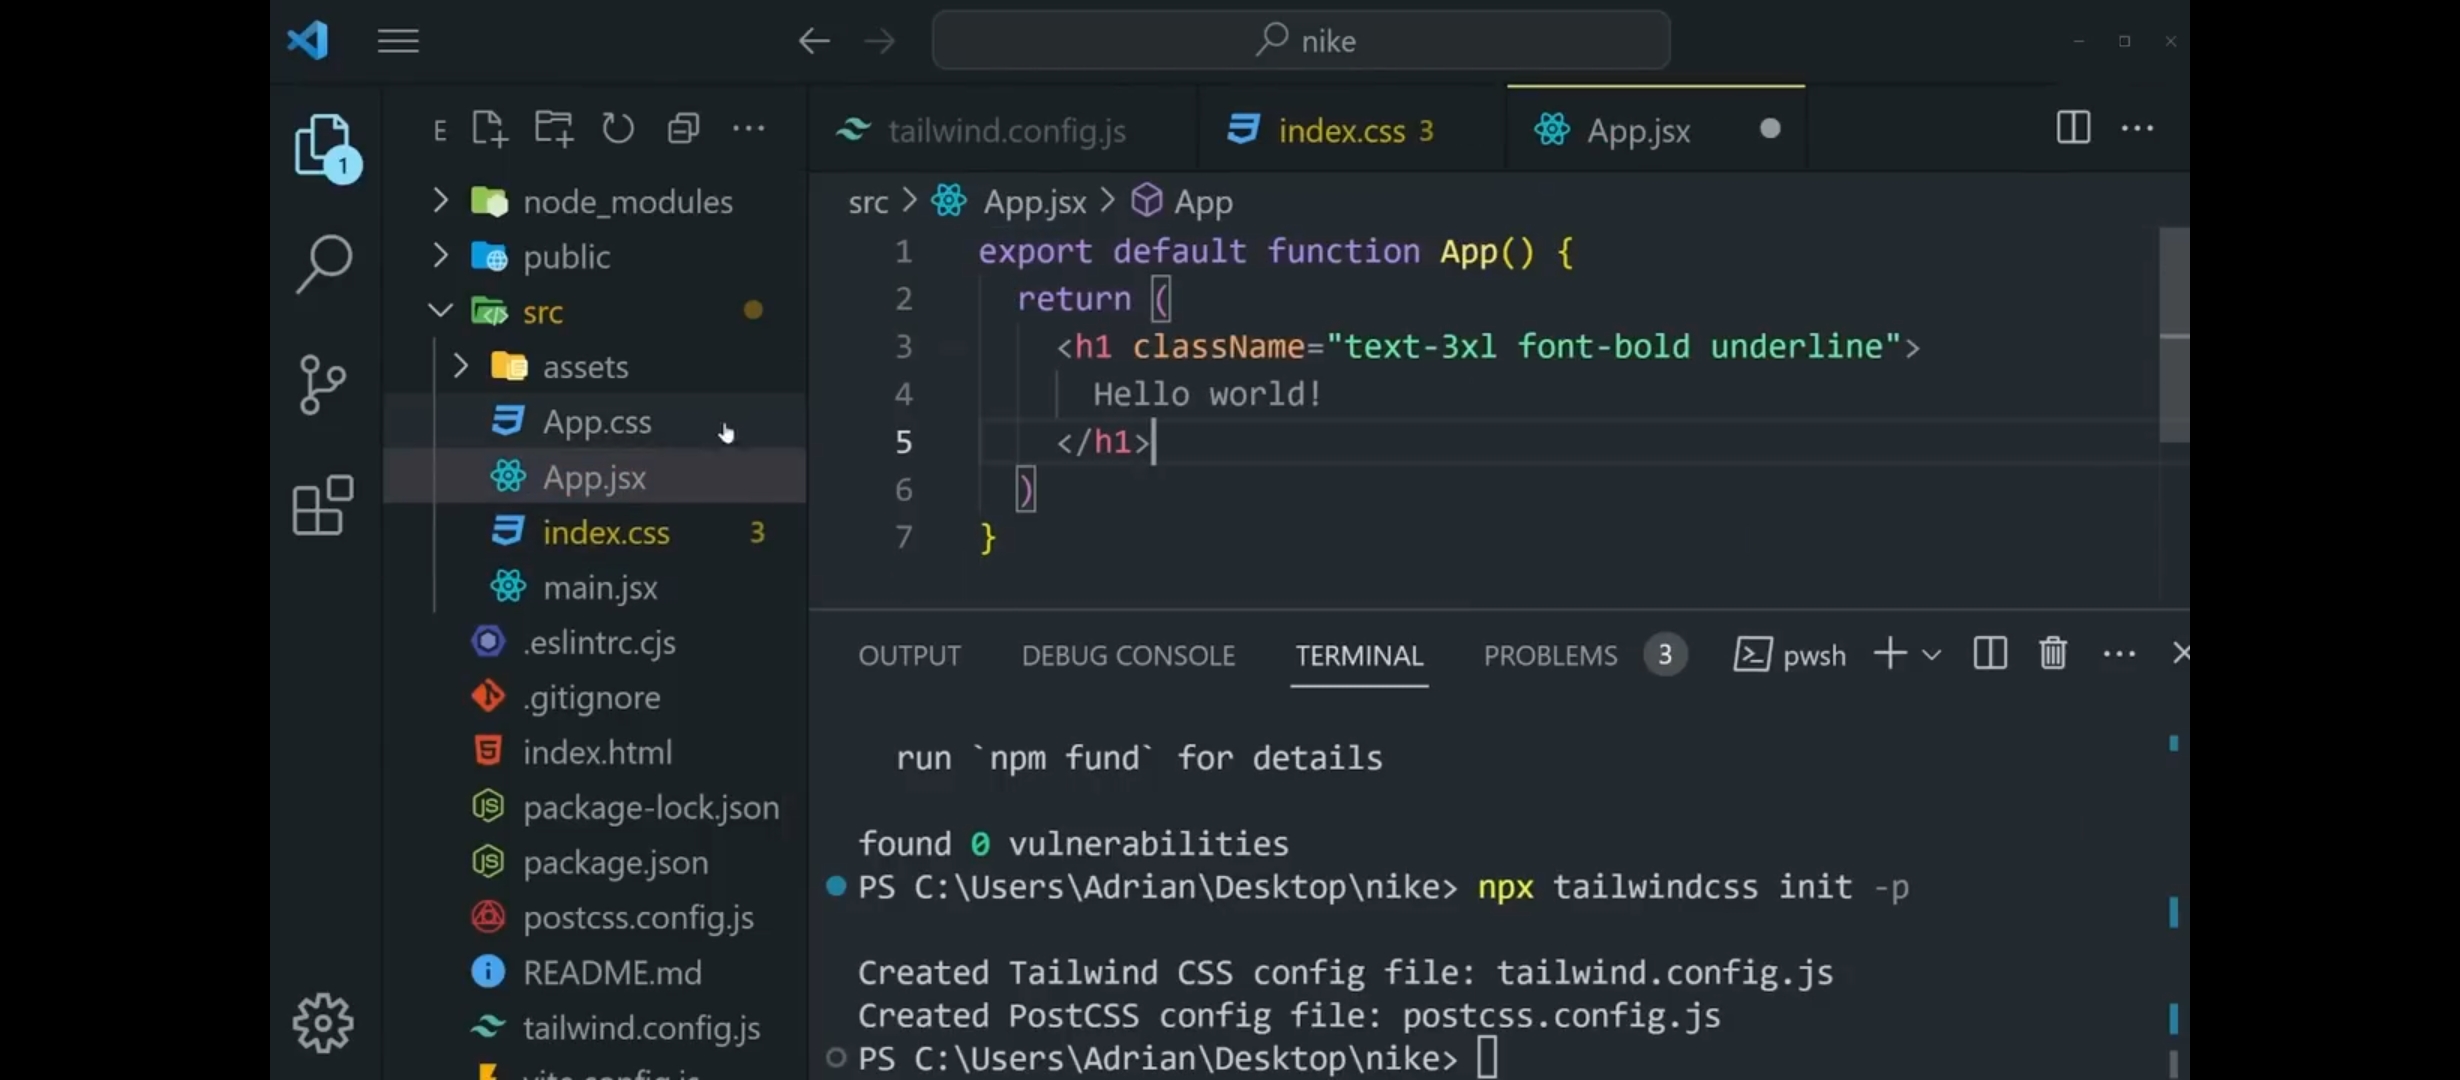 nike
E
1
node_modules
public
src
assets
App.css
App.jsx
index.css 3
main.jsx
.eslintrc.cjs
.gitignore
index.html
package-lock.json
package.json
postcss.config.js
README.md
tailwind.config.js
vite.config.js
tailwind.config.js
index.css 3
App.jsx
src > App.jsx > App
1 export default function App() {
2 return (
3 <h1 className="text-3xl font-bold underline">
4 Hello world!
5 </h1>
6 )
7 }
OUTPUT DEBUG CONSOLE TERMINAL PROBLEMS 3 pwsh
run `npm fund` for details
found 0 vulnerabilities
PS C:\Users\Adrian\Desktop\nike> npx tailwindcss init -p
Created Tailwind CSS config file: tailwind.config.js
Created PostCSS config file: postcss.config.js
PS C:\Users\Adrian\Desktop\nike>